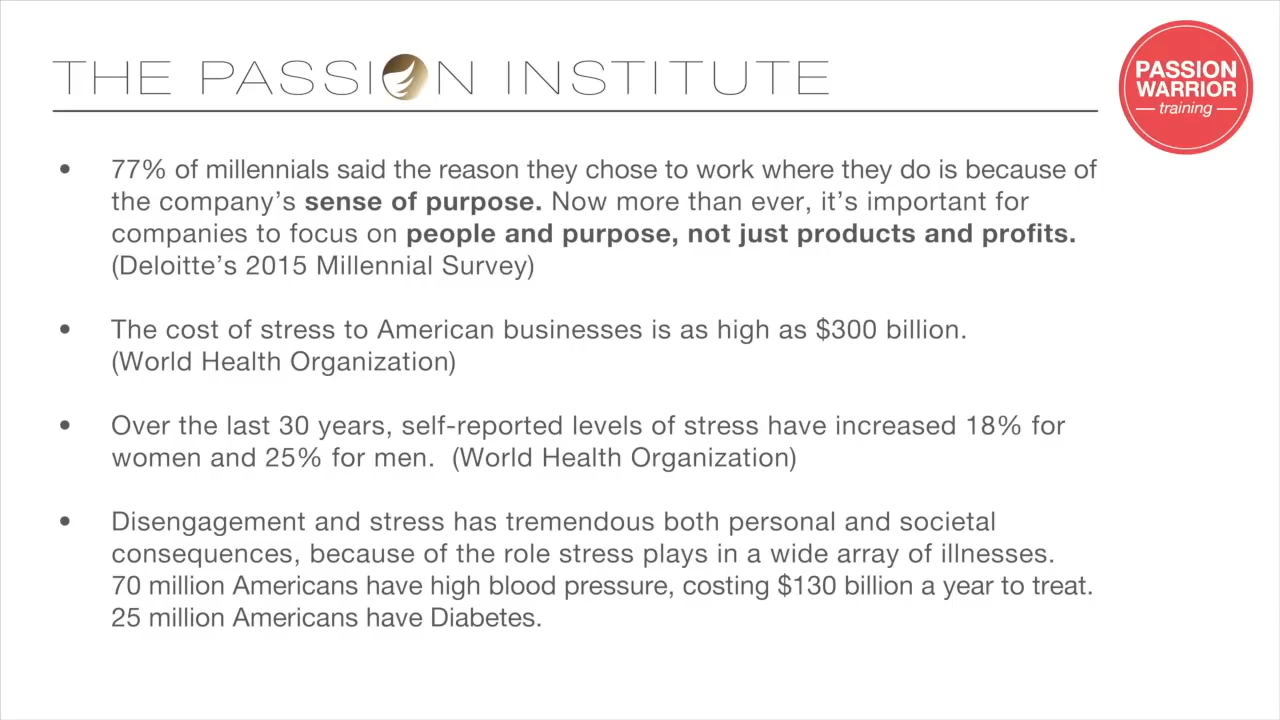 THE PASSION INSTITUTE
PASSION
WARRIOR
training
• 77% of millennials said the reason they chose to work where they do is because of
the company’s sense of purpose. Now more than ever, it’s important for
companies to focus on people and purpose, not just products and profits.
(Deloitte’s 2015 Millennial Survey)
• The cost of stress to American businesses is as high as $300 billion.
(World Health Organization)
• Over the last 30 years, self-reported levels of stress have increased 18% for
women and 25% for men.  (World Health Organization)
• Disengagement and stress has tremendous both personal and societal
consequences, because of the role stress plays in a wide array of illnesses.
70 million Americans have high blood pressure, costing $130 billion a year to treat.
25 million Americans have Diabetes.